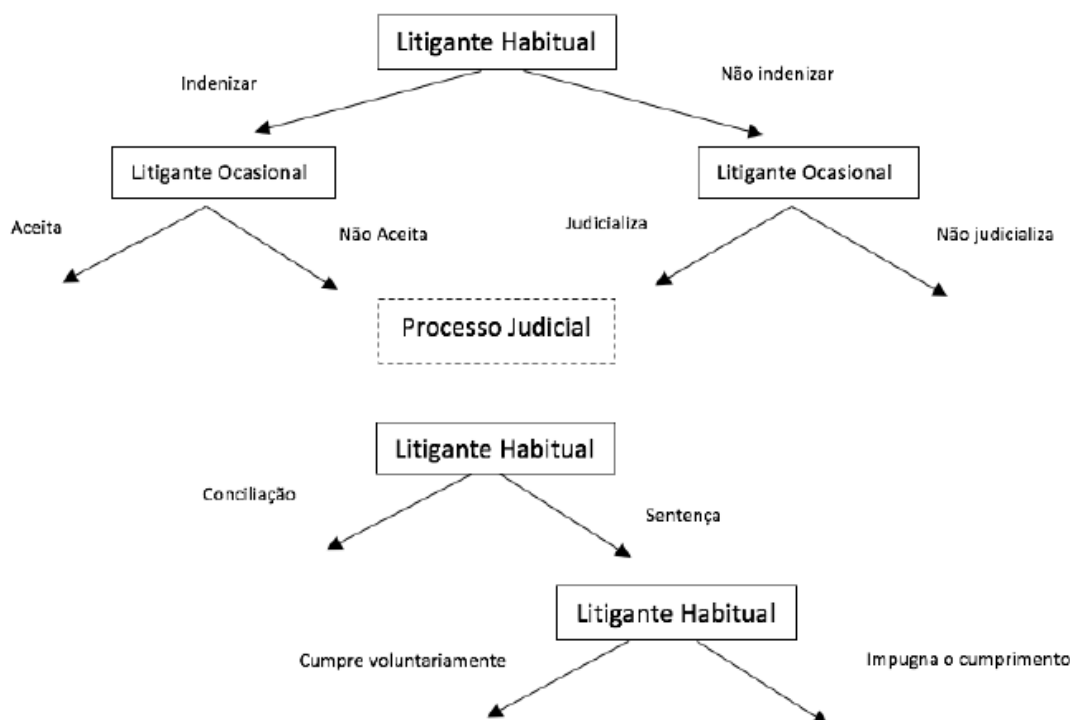 Litigante Habitual
Indenizar
Não indenizar
Litigante Ocasional
Litigante Ocasional
Aceita
Não Aceita
Judicializa
Não judicializa
Processo Judicial
Litigante Habitual
Conciliação
Sentença
Litigante Habitual
Cumpre voluntariamente
Impugna o cumprimento